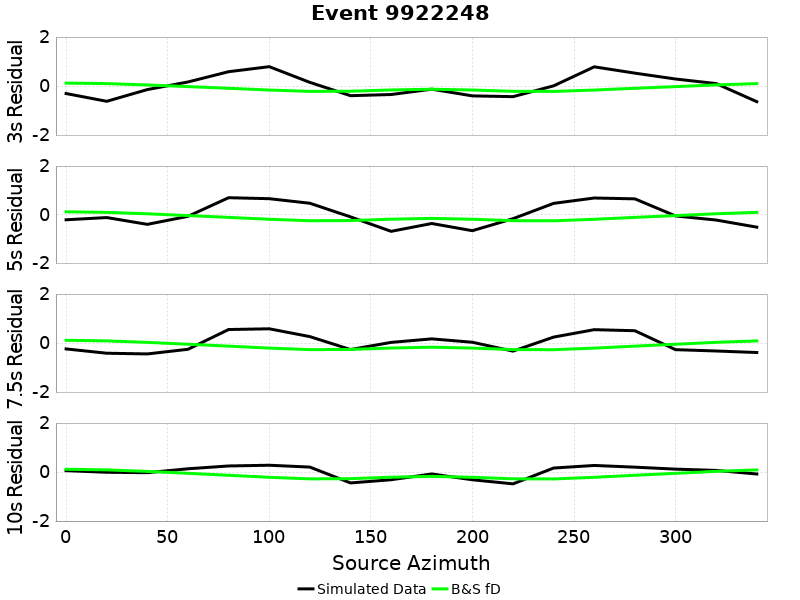 Event 9922248
3s Residual
2
0
-2
5s Residual
2
0
-2
7.5s Residual
2
0
-2
10s Residual
2
0
-2
0 50 100 150 200 250 300
Source Azimuth
Simulated Data B&S fD